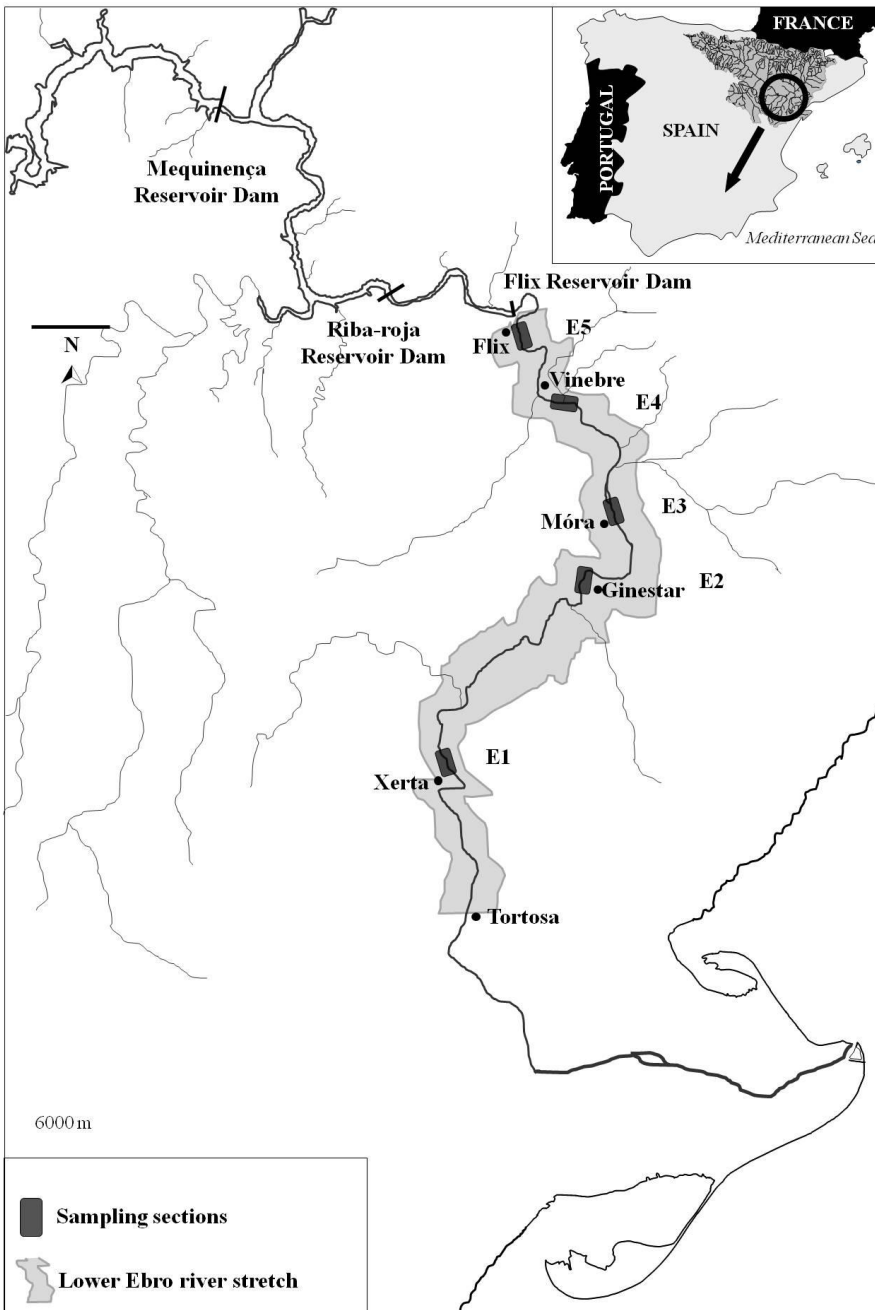 FRANCE
PORTUGAL
SPAIN
Mediterranean Sea
Mequinença
Reservoir Dam
Flix Reservoir Dam
Riba-roja
Reservoir Dam
N
Flix
E5
Vinebre
E4
E3
Móra
E2
Ginestar
E1
Xerta
Tortosa
6000 m
Sampling sections
Lower Ebro river stretch